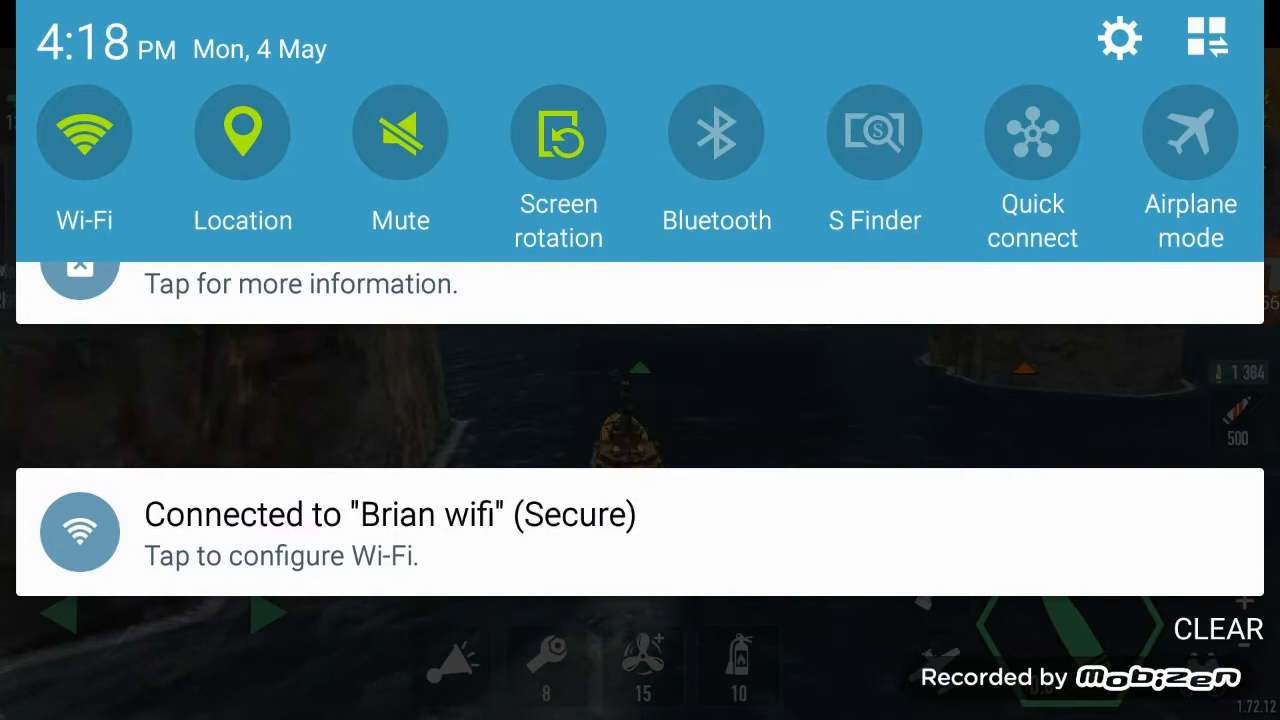 4:18 PM Mon, 4 May
Wi-Fi
Location
Mute
Screen
rotation
Bluetooth
S Finder
Quick
connect
Airplane
mode
Tap for more information.
1 384
500
Connected to "Brian wifi" (Secure)
Tap to configure Wi-Fi.
CLEAR
8
15
10
Recorded by Mobizen
1.72.12